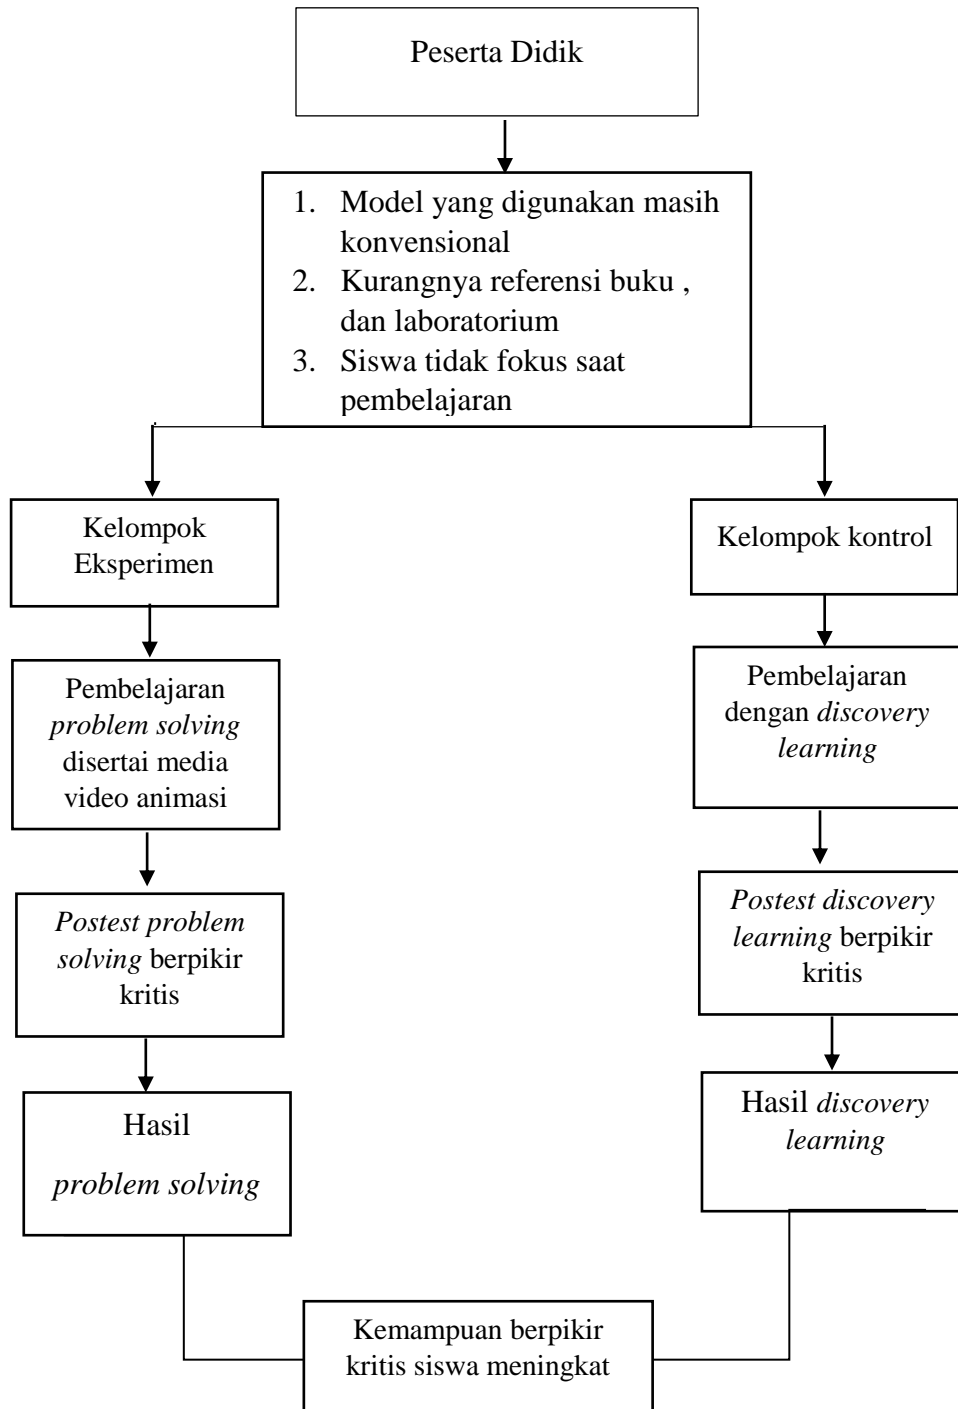 Peserta Didik
1. Model yang digunakan masih
konvensional
2. Kurangnya referensi buku ,
dan laboratorium
3. Siswa tidak fokus saat
pembelajaran
Kelompok
Eksperimen
Kelompok kontrol
Pembelajaran
problem solving
disertai media
video animasi
Pembelajaran
dengan discovery
learning
Postest problem
solving berpikir
kritis
Postest discovery
learning berpikir
kritis
Hasil
problem solving
Hasil discovery
learning
Kemampuan berpikir
kritis siswa meningkat